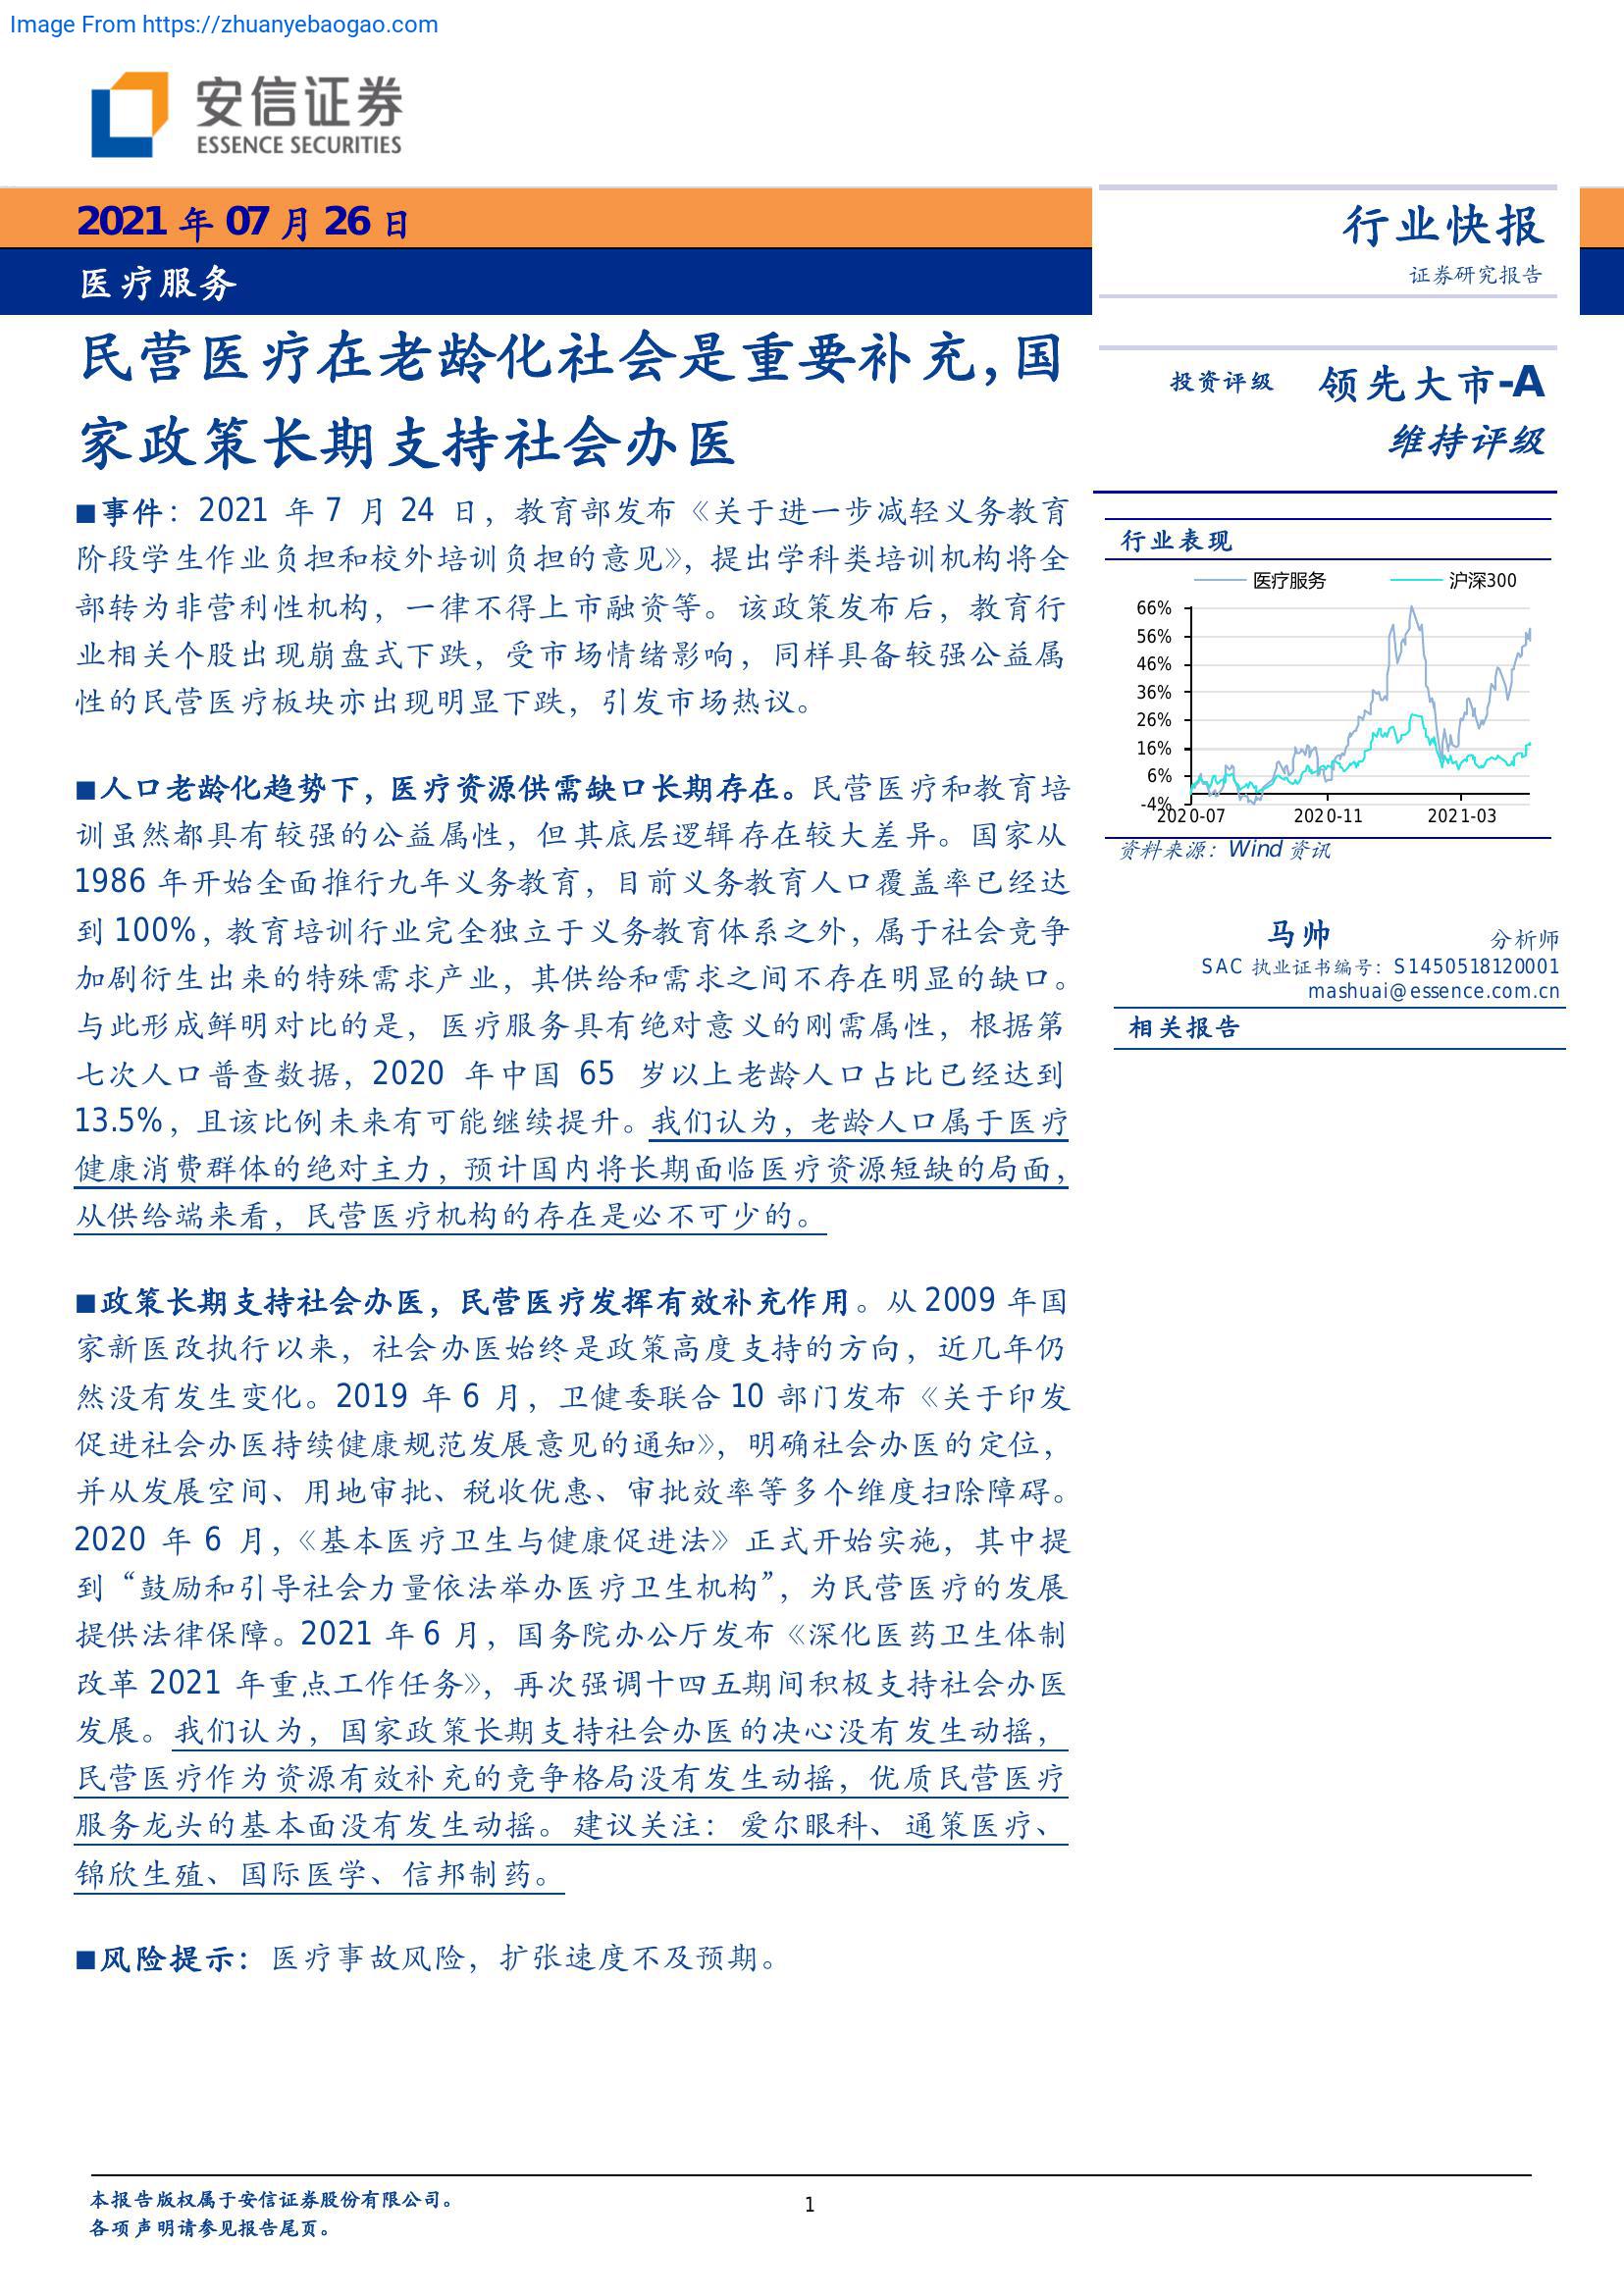 Image From https://zhuanyebaogao.com
安信证券
ESSENCE SECURITIES
2021 年 07 月 26 日
医疗服务
民营医疗在老龄化社会是重要补充，国
家政策长期支持社会办医
■事件：2021 年 7 月 24 日，教育部发布《关于进一步减轻义务教育
阶段学生作业负担和校外培训负担的意见》，提出学科类培训机构将全
部转为非营利性机构，一律不得上市融资等。该政策发布后，教育行
业相关个股出现崩盘式下跌，受市场情绪影响，同样具备较强公益属
性的民营医疗板块亦出现明显下跌，引发市场热议。
■人口老龄化趋势下，医疗资源供需缺口长期存在。民营医疗和教育培
训虽然都具有较强的公益属性，但其底层逻辑存在较大差异。国家从
1986 年开始全面推行九年义务教育，目前义务教育人口覆盖率已经达
到 100%，教育培训行业完全独立于义务教育体系之外，属于社会竞争
加剧衍生出来的特殊需求产业，其供给和需求之间不存在明显的缺口。
与此形成鲜明对比的是，医疗服务具有绝对意义的刚需属性，根据第
七次人口普查数据，2020 年中国 65 岁以上老龄人口占比已经达到
13.5%，且该比例未来有可能继续提升。我们认为，老龄人口属于医疗
健康消费群体的绝对主力，预计国内将长期面临医疗资源短缺的局面，
从供给端来看，民营医疗机构的存在是必不可少的。
■政策长期支持社会办医，民营医疗发挥有效补充作用。从 2009 年国
家新医改执行以来，社会办医始终是政策高度支持的方向，近几年仍
然没有发生变化。2019 年 6 月，卫健委联合 10 部门发布《关于印发
促进社会办医持续健康规范发展意见的通知》，明确社会办医的定位，
并从发展空间、用地审批、税收优惠、审批效率等多个维度扫除障碍。
2020 年 6 月，《基本医疗卫生与健康促进法》正式开始实施，其中提
到“鼓励和引导社会力量依法举办医疗卫生机构”，为民营医疗的发展
提供法律保障。2021 年 6 月，国务院办公厅发布《深化医药卫生体制
改革 2021 年重点工作任务》，再次强调十四五期间积极支持社会办医
发展。我们认为，国家政策长期支持社会办医的决心没有发生动摇，
民营医疗作为资源有效补充的竞争格局没有发生动摇，优质民营医疗
服务龙头的基本面没有发生动摇。建议关注：爱尔眼科、通策医疗、
锦欣生殖、国际医学、信邦制药。
■风险提示：医疗事故风险，扩张速度不及预期。
行业快报
证券研究报告
投资评级 领先大市-A
维持评级
行业表现
医疗服务 沪深300
66%
56%
46%
36%
26%
16%
6%
-4%
2020-07 2020-11 2021-03
资料来源：Wind 资讯
马帅 分析师
SAC 执业证书编号：S1450518120001
mashuai@essence.com.cn
相关报告
本报告版权属于安信证券股份有限公司。
各项声明请参见报告尾页。
1